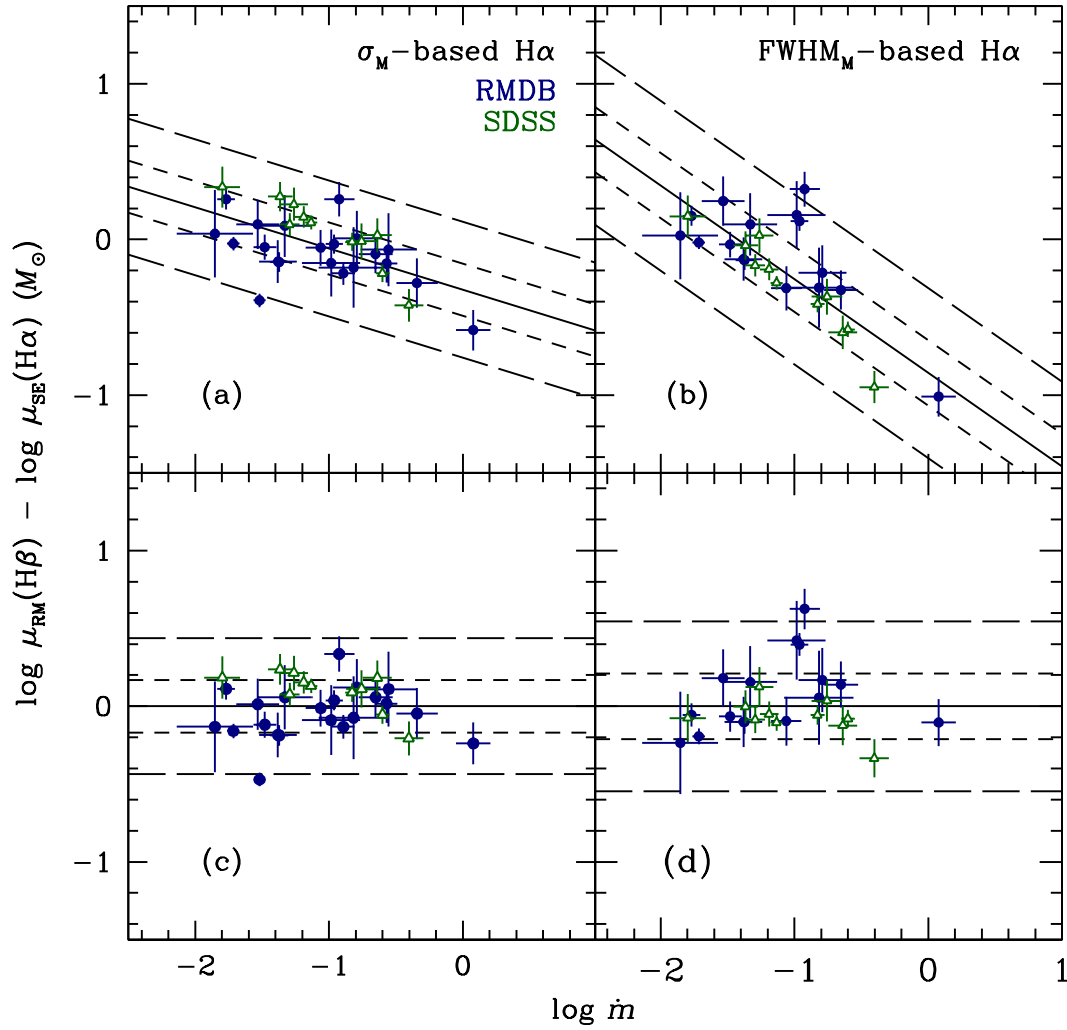 σM-based Hα
RMDB
SDSS
FWHMM-based Hα
1
0
−1
(a)
(b)
1
0
−1
(c)
(d)
−2 −1 0
−2 −1 0 1
log ṁ
log μRM(Hβ) − log μSE(Hα) (M⊙)